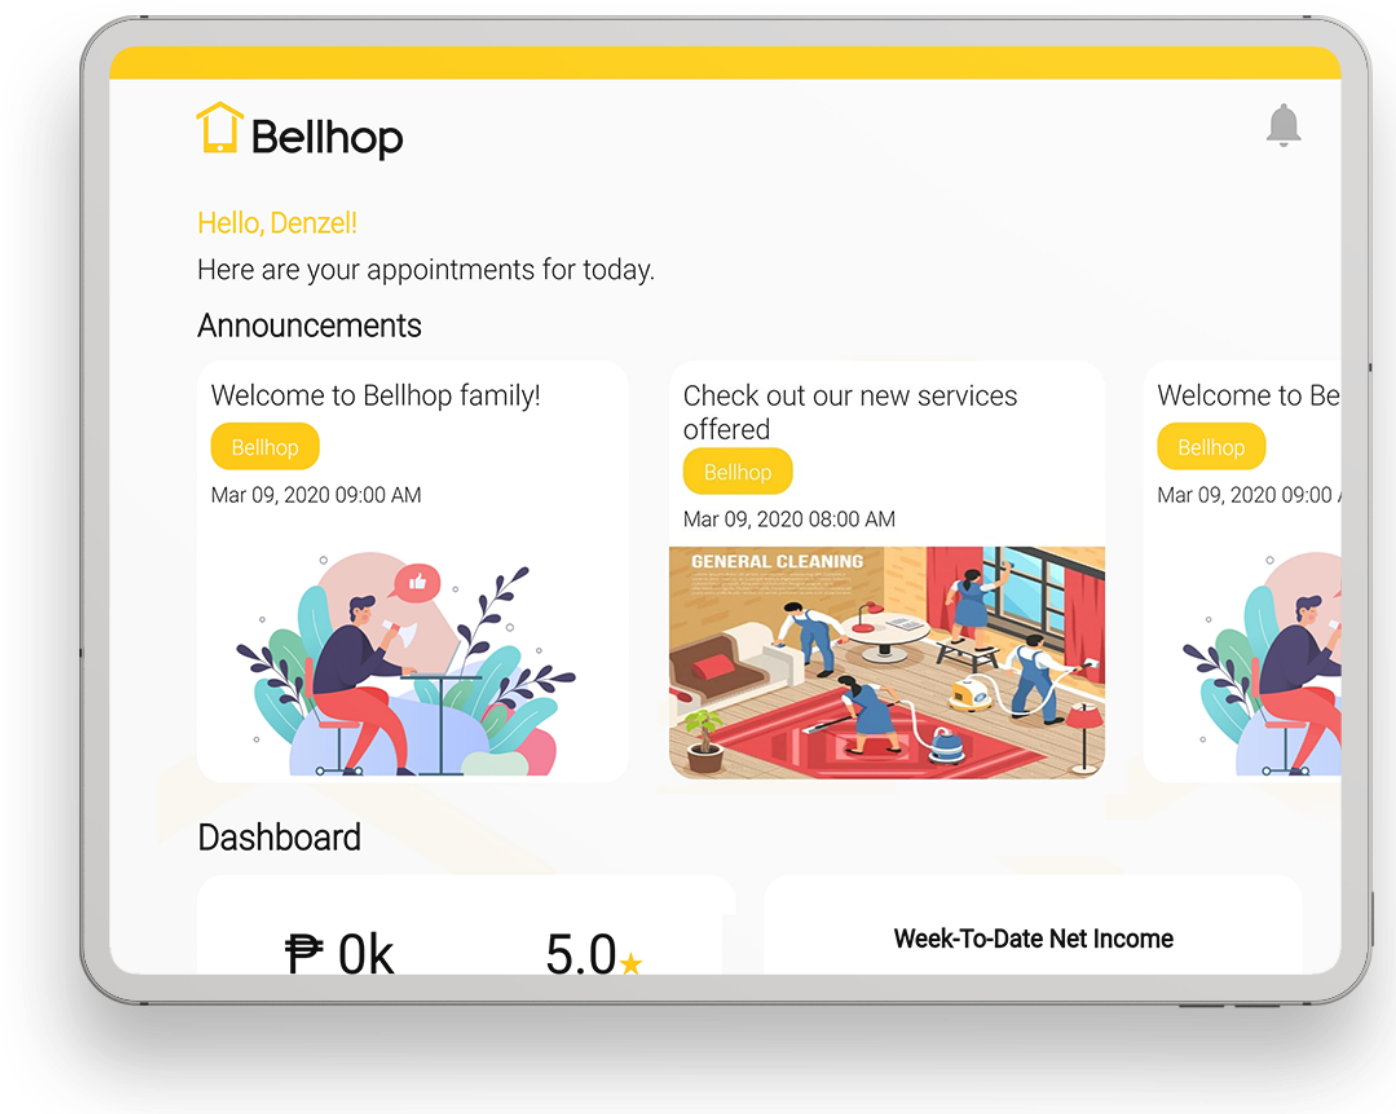 Bellhop
Hello, Denzel!
Here are your appointments for today.
Announcements
Welcome to Bellhop family!
Bellhop
Mar 09, 2020 09:00 AM
Check out our new services
offered
Bellhop
Mar 09, 2020 08:00 AM
GENERAL CLEANING
Welcome to Be
Bellhop
Mar 09, 2020 09:00
Dashboard
₱ 0k
5.0★
Week-To-Date Net Income